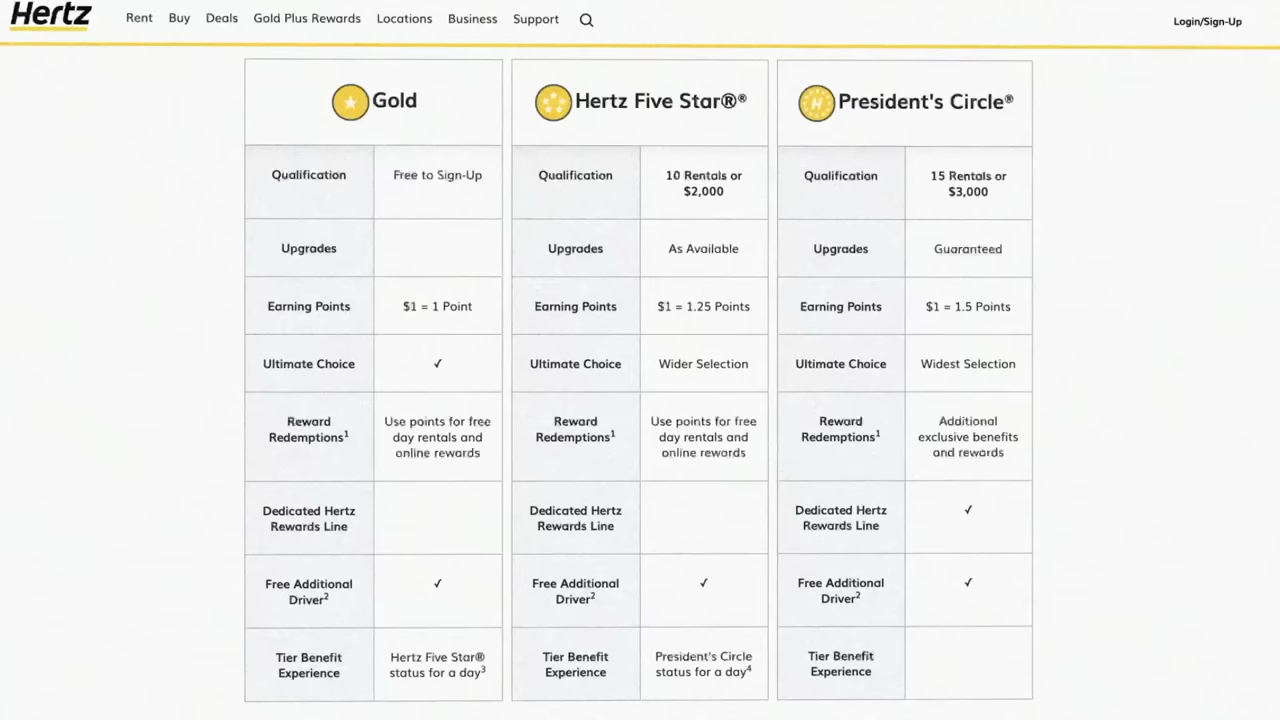 Hertz
Rent Buy Deals Gold Plus Rewards Locations Business Support
Login/Sign-Up
Gold
Qualification
Free to Sign-Up
Upgrades
Earning Points
$1 = 1 Point
Ultimate Choice
✓
Reward
Redemptions1
Use points for free
day rentals and
online rewards
Dedicated Hertz
Rewards Line
Free Additional
Driver2
✓
Tier Benefit
Experience
Hertz Five Star®
status for a day3
Hertz Five Star®®
Qualification
10 Rentals or
$2,000
Upgrades
As Available
Earning Points
$1 = 1.25 Points
Ultimate Choice
Wider Selection
Reward
Redemptions1
Use points for free
day rentals and
online rewards
Dedicated Hertz
Rewards Line
Free Additional
Driver2
✓
Tier Benefit
Experience
President's Circle
status for a day4
H
President's Circle®
Qualification
15 Rentals or
$3,000
Upgrades
Guaranteed
Earning Points
$1 = 1.5 Points
Ultimate Choice
Widest Selection
Reward
Redemptions1
Additional
exclusive benefits
and rewards
Dedicated Hertz
Rewards Line
✓
Free Additional
Driver2
✓
Tier Benefit
Experience